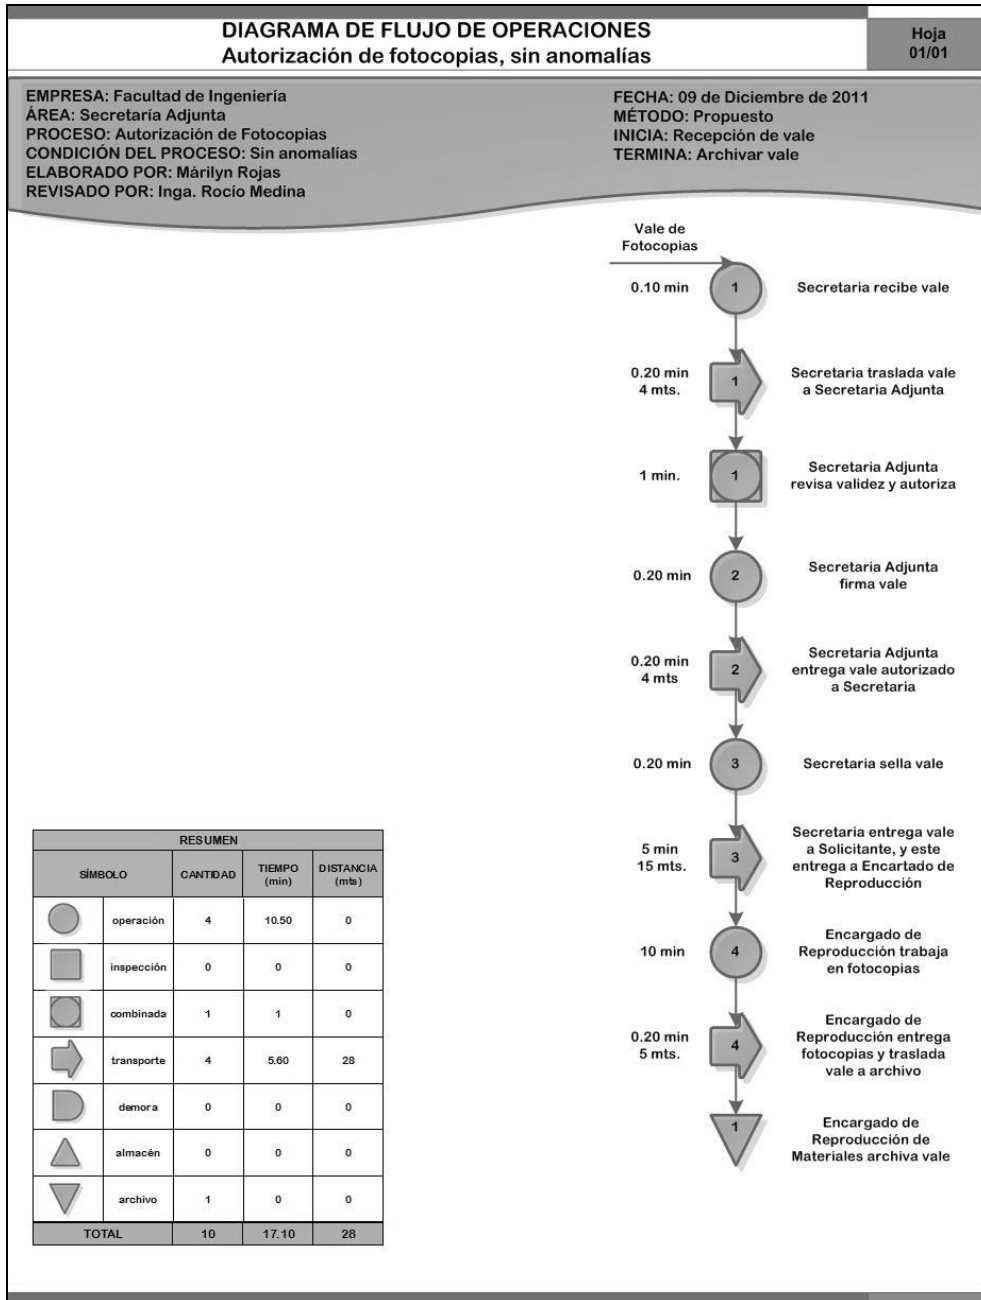 DIAGRAMA DE FLUJO DE OPERACIONES
Autorización de fotocopias, sin anomalías
Hoja
01/01
EMPRESA: Facultad de Ingeniería
ÁREA: Secretaría Adjunta
PROCESO: Autorización de Fotocopias
CONDICIÓN DEL PROCESO: Sin anomalías
ELABORADO POR: Márilyn Rojas
REVISADO POR: Inga. Rocío Medina
FECHA: 09 de Diciembre de 2011
MÉTODO: Propuesto
INICIA: Recepción de vale
TERMINA: Archivar vale
Vale de
Fotocopias
0.10 min
1
Secretaria recibe vale
0.20 min
4 mts.
1
Secretaria traslada vale
a Secretaria Adjunta
1 min.
1
Secretaria Adjunta
revisa validez y autoriza
0.20 min
2
Secretaria Adjunta
firma vale
0.20 min
4 mts
2
Secretaria Adjunta
entrega vale autorizado
a Secretaria
0.20 min
3
Secretaria sella vale
5 min
15 mts.
3
Secretaria entrega vale
a Solicitante, y este
entrega a Encartado de
Reproducción
10 min
4
Encargado de
Reproducción trabaja
en fotocopias
0.20 min
5 mts.
4
Encargado de
Reproducción entrega
fotocopias y traslada
vale a archivo
1
Encargado de
Reproducción de
Materiales archiva vale
RESUMEN
SÍMBOLO CANTIDAD TIEMPO (min) DISTANCIA (mts)
operación 4 10.50 0
inspección 0 0 0
combinada 1 1 0
transporte 4 5.60 28
demora 0 0 0
almacén 0 0 0
archivo 1 0 0
TOTAL 10 17.10 28